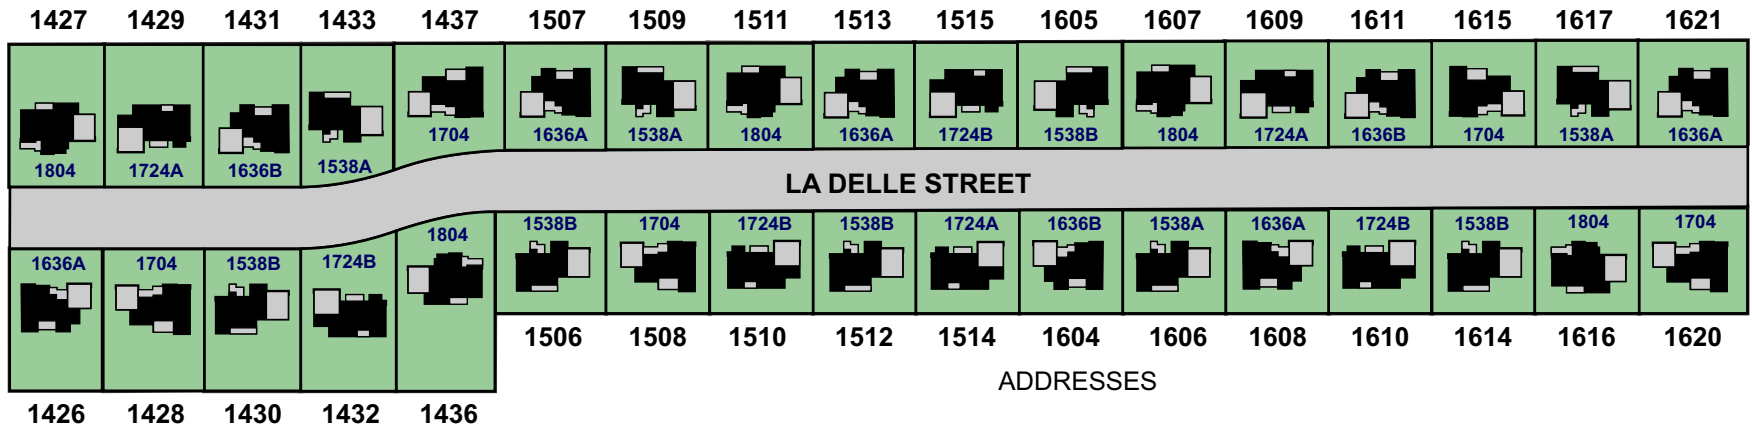 1427 1429 1431 1433 1437 1507 1509 1511 1513 1515 1605 1607 1609 1611 1615 1617 1621
1804 1724A 1636B 1538A 1704 1636A 1538A 1804 1636A 1724B 1538B 1804 1724A 1636B 1704 1538A 1636A
LA DELLE STREET
1636A 1704 1538B 1724B 1804 1538B 1704 1724B 1538B 1724A 1636B 1538A 1636A 1724B 1538B 1804 1704
1506 1508 1510 1512 1514 1604 1606 1608 1610 1614 1616 1620
ADDRESSES
1426 1428 1430 1432 1436